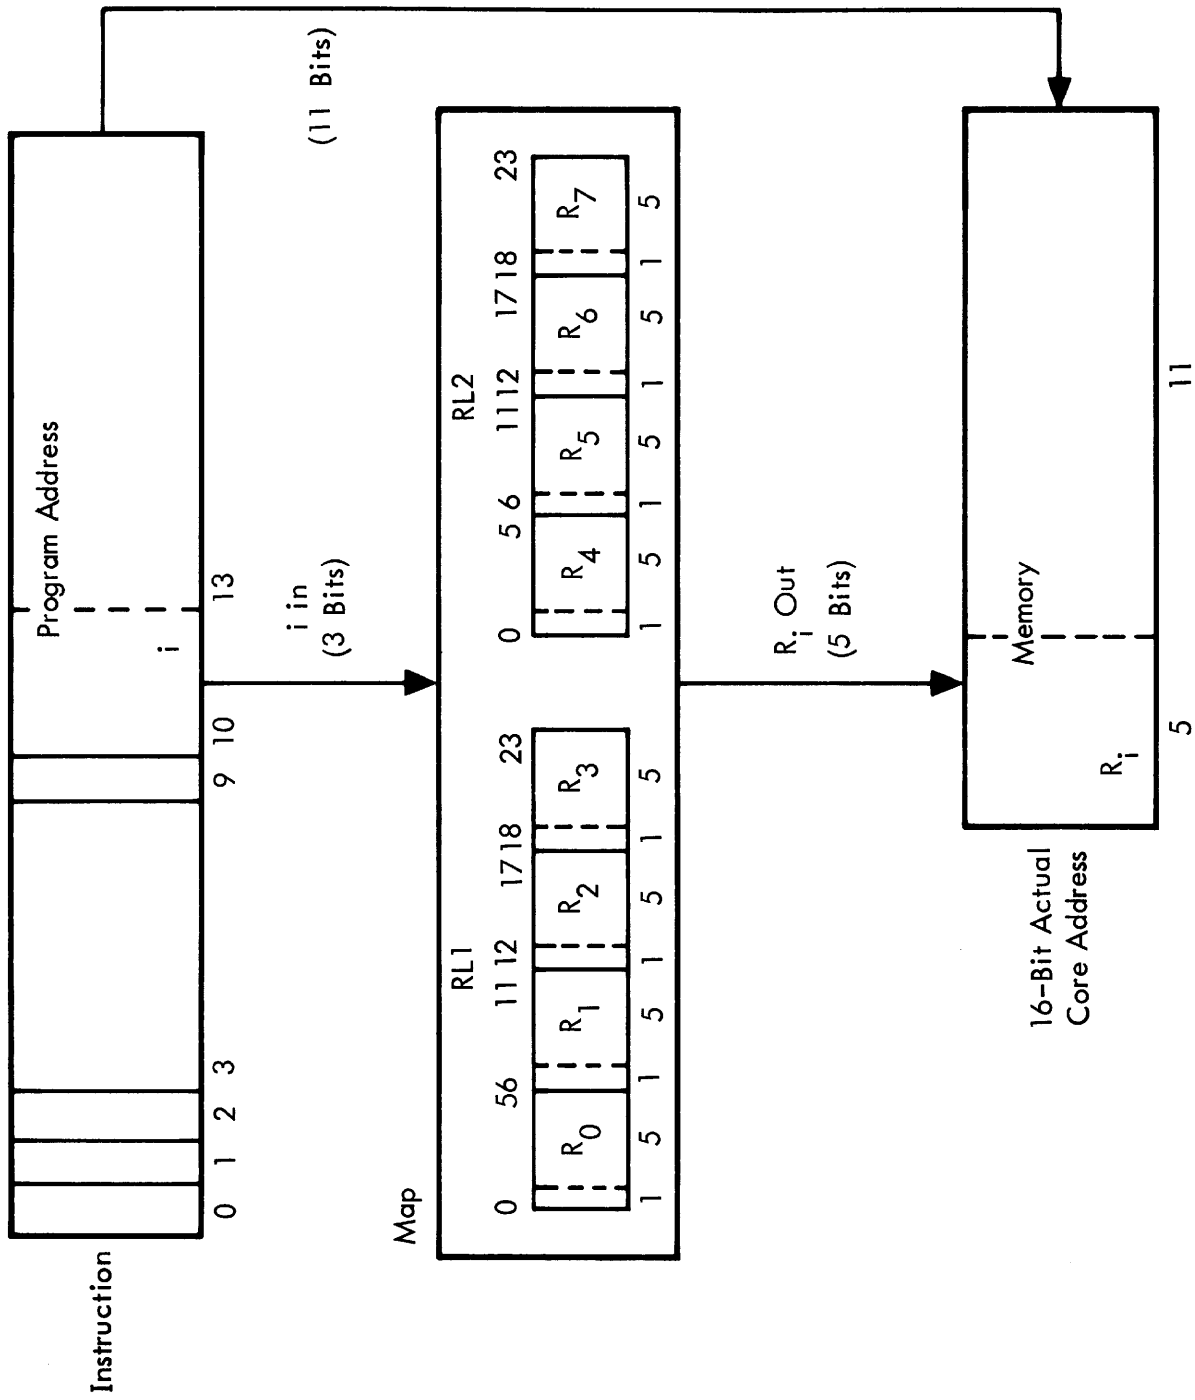 Instruction
0 1 2 3 9 10 13
i
Program Address
i in
(3 Bits)
(11 Bits)
Map
RL1
0 56 11 12 17 18 23
R0 R1 R2 R3
1 5 1 5 1 5 1 5
RL2
0 5 6 11 12 17 18 23
R4 R5 R6 R7
1 5 1 5 1 5 1 5
Ri Out
(5 Bits)
16-Bit Actual
Core Address
Memory
Ri
5 11